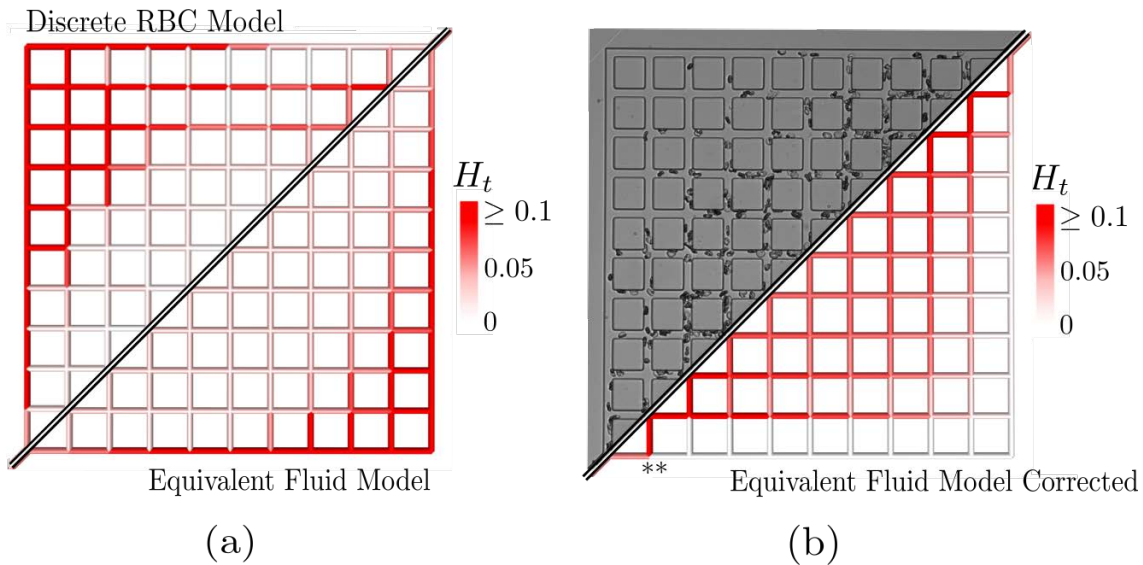 Discrete RBC Model
H_t
≥ 0.1
0.05
0
Equivalent Fluid Model
(a)
H_t
≥ 0.1
0.05
0
**
Equivalent Fluid Model Corrected
(b)